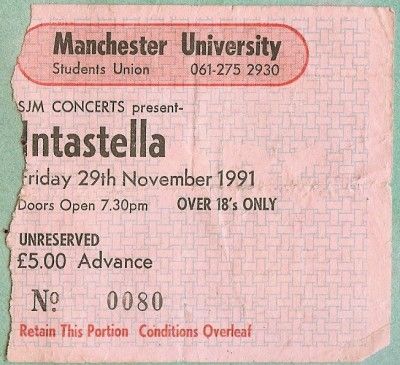 Manchester University
Students Union 061-275 2930
SJM CONCERTS present-
Intastella
Friday 29th November 1991
Doors Open 7.30pm OVER 18's ONLY
UNRESERVED
£5.00 Advance
No 0080
Retain This Portion Conditions Overleaf